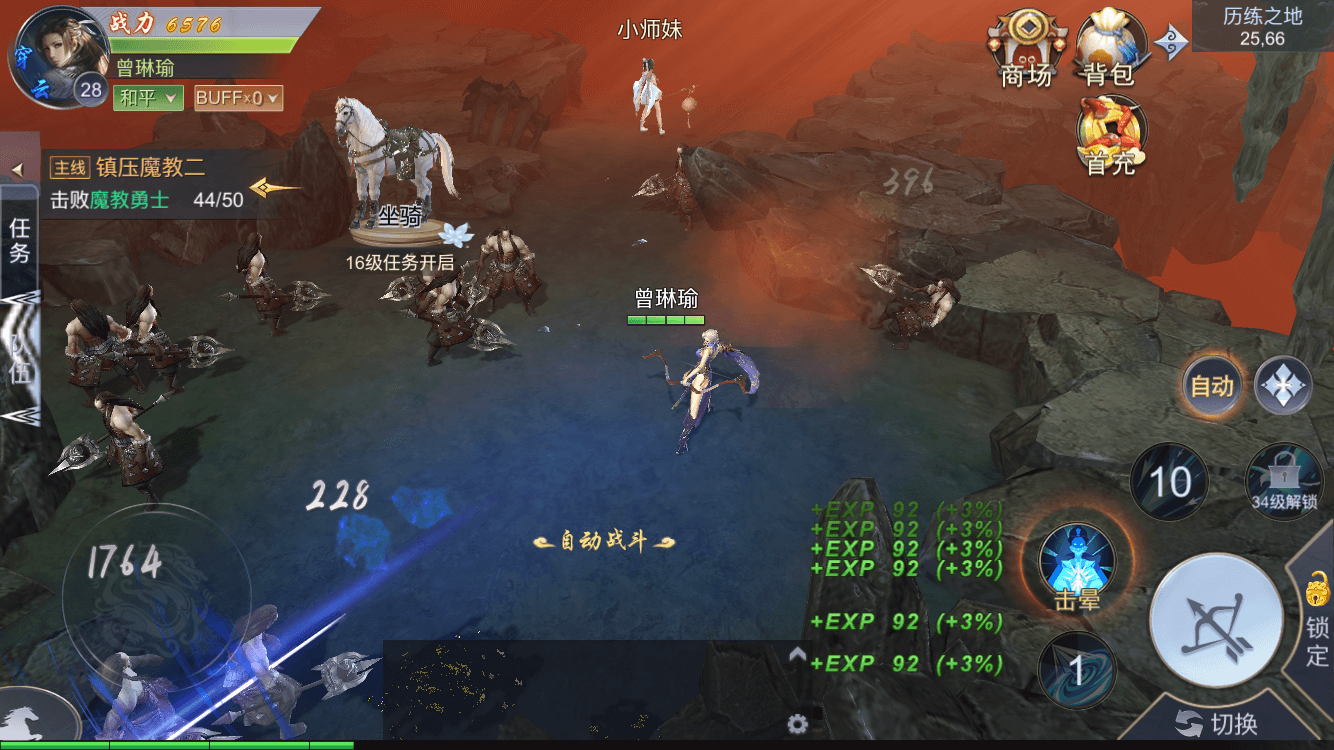 战力 6576
穿云
28
曾琳瑜
和平
BUFFx0
小师妹
商场
背包
历练之地
25,66
首充
主线 镇压魔教二
击败魔教勇士 44/50
任务
队伍
坐骑
16级任务开启
396
曾琳瑜
自动
10
34级解锁
228
1764
自动战斗
+EXP 92 (+3%)
+EXP 92 (+3%)
+EXP 92 (+3%)
+EXP 92 (+3%)
+EXP 92 (+3%)
+EXP 92 (+3%)
击晕
1
锁定
切换